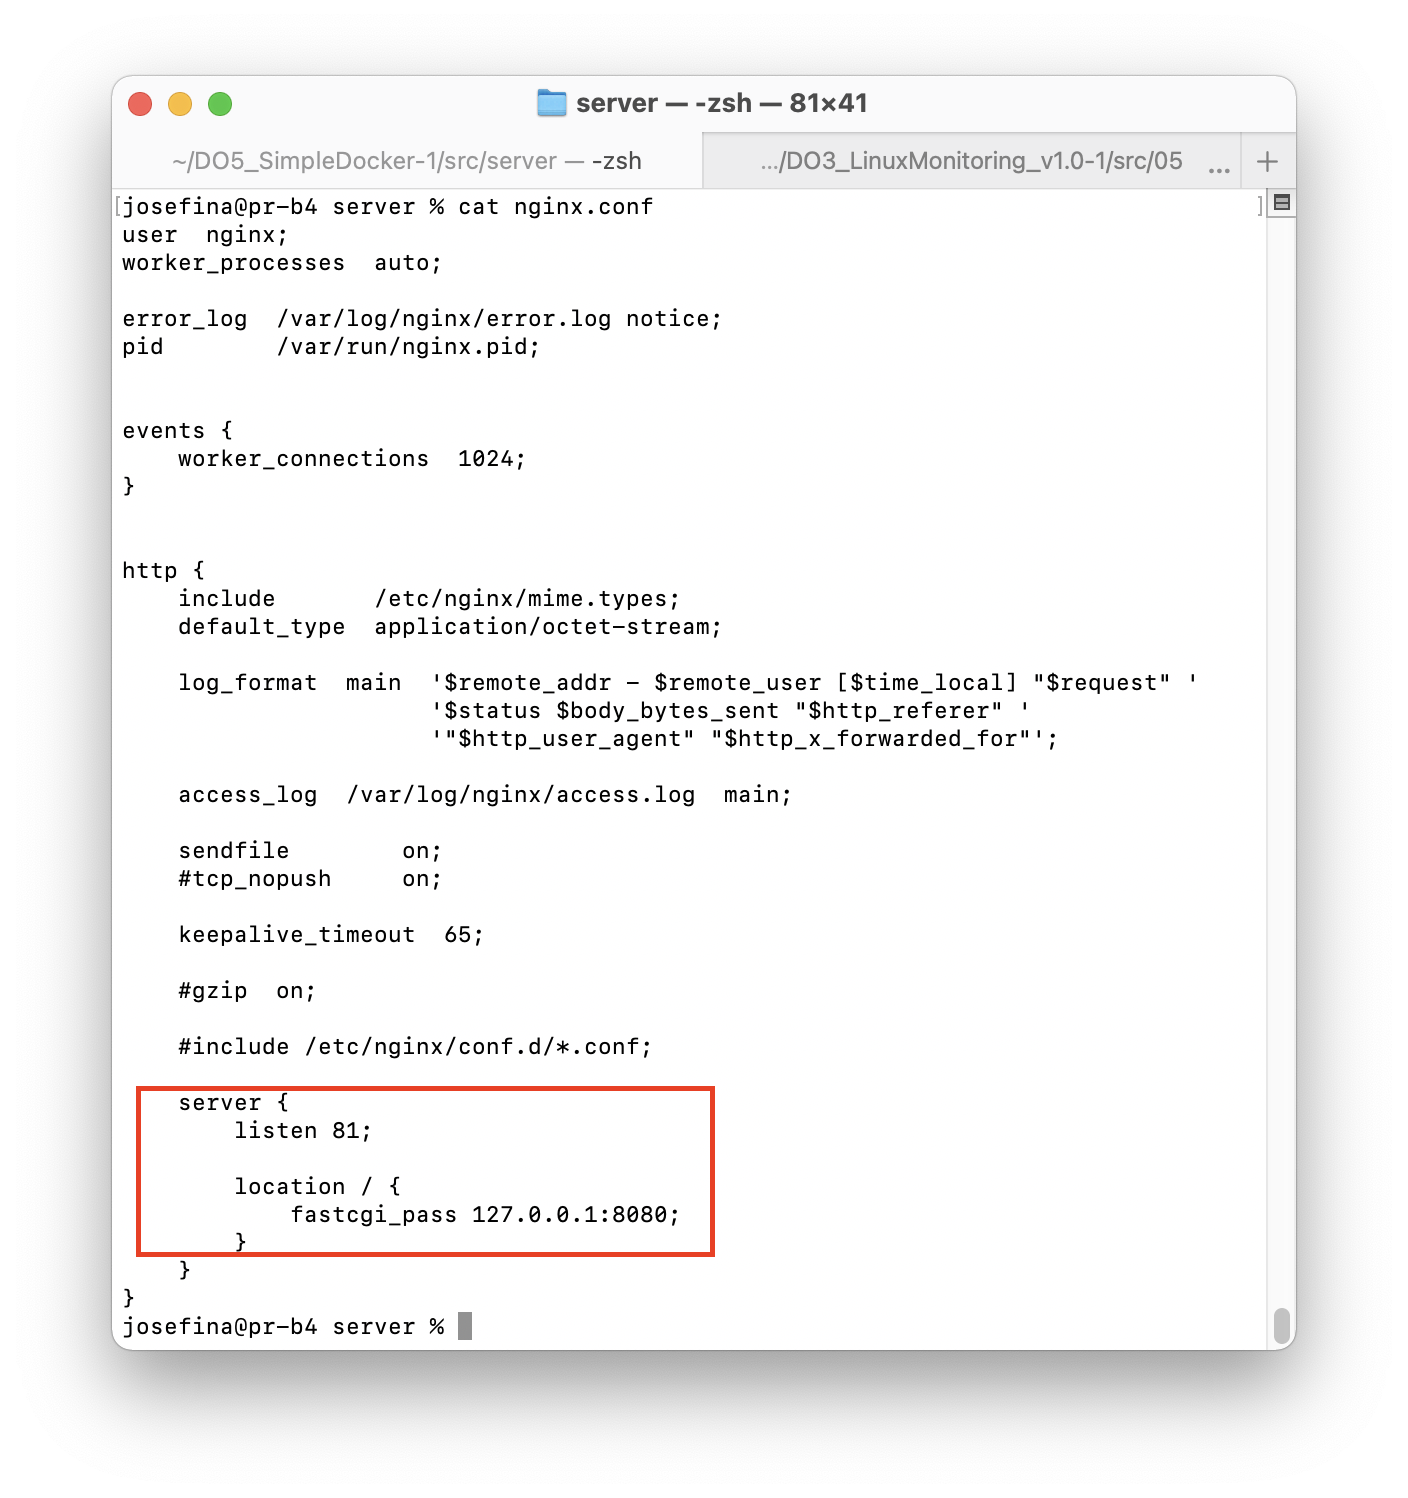 server — -zsh — 81×41
~/DO5_SimpleDocker-1/src/server — -zsh
.../DO3_LinuxMonitoring_v1.0-1/src/05 ... +
[josefina@pr-b4 server % cat nginx.conf ]
user  nginx;
worker_processes  auto;

error_log  /var/log/nginx/error.log notice;
pid        /var/run/nginx.pid;


events {
    worker_connections  1024;
}


http {
    include       /etc/nginx/mime.types;
    default_type  application/octet-stream;

    log_format  main  '$remote_addr - $remote_user [$time_local] "$request" '
                      '$status $body_bytes_sent "$http_referer" '
                      '"$http_user_agent" "$http_x_forwarded_for"';

    access_log  /var/log/nginx/access.log  main;

    sendfile        on;
    #tcp_nopush     on;

    keepalive_timeout  65;

    #gzip  on;

    #include /etc/nginx/conf.d/*.conf;

    server {
        listen 81;

        location / {
            fastcgi_pass 127.0.0.1:8080;
        }
    }
}
josefina@pr-b4 server %